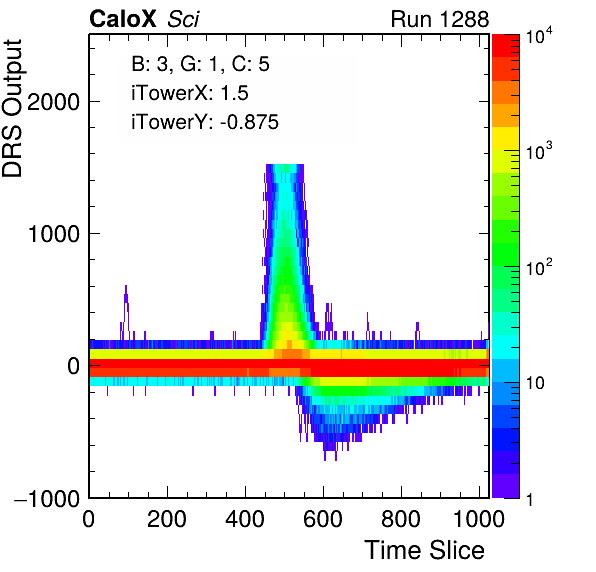 CaloX Sci Run 1288
B: 3, G: 1, C: 5
iTowerX: 1.5
iTowerY: -0.875
DRS Output
2000
1000
0
−1000
0 200 400 600 800 1000
Time Slice
10^4
10^3
10^2
10
1